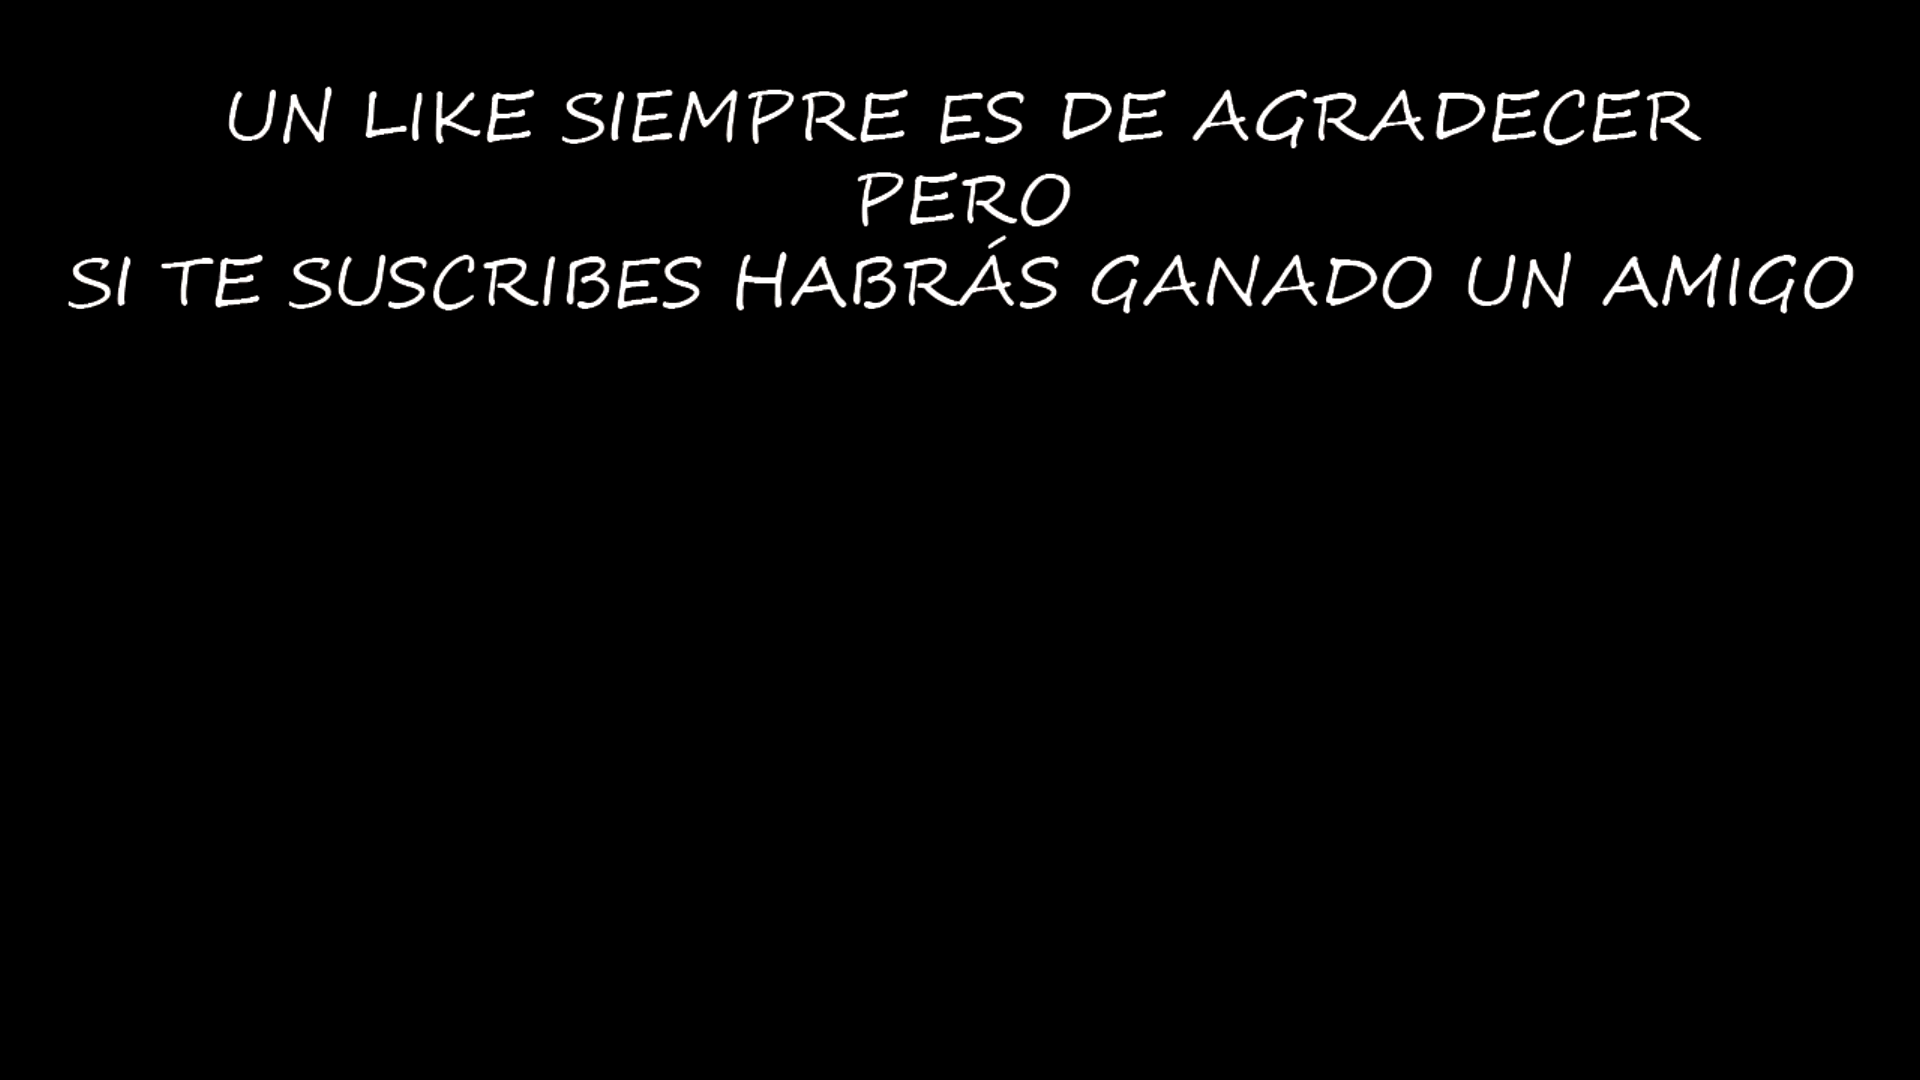 UN LIKE SIEMPRE ES DE AGRADECER
PERO
SI TE SUSCRIBES HABRÁS GANADO UN AMIGO